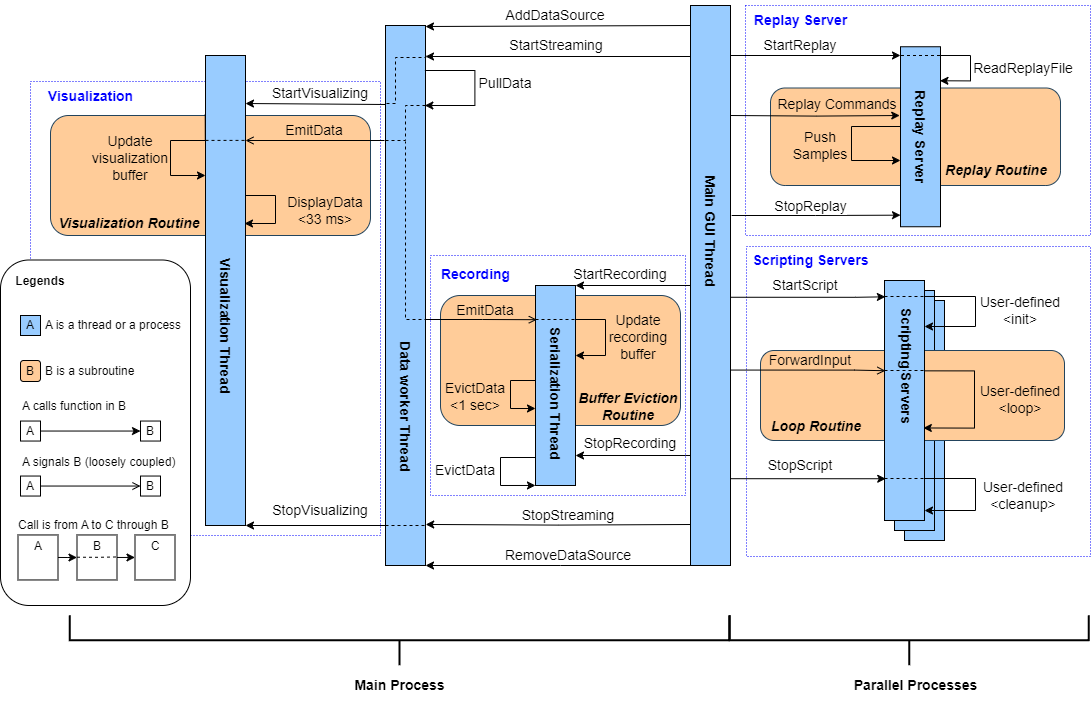 AddDataSource
StartStreaming
PullData
Data worker Thread
StopStreaming
RemoveDataSource
Main GUI Thread
Visualization
StartVisualizing
EmitData
Update
visualization
buffer
DisplayData
<33 ms>
Visualization Routine
Visualization Thread
StopVisualizing
Recording
StartRecording
EmitData
Update
recording
buffer
EvictData
<1 sec>
Buffer Eviction
Routine
Serialization Thread
StopRecording
EvictData
Replay Server
StartReplay
ReadReplayFile
Replay Commands
Push
Samples
Replay Server
Replay Routine
StopReplay
Scripting Servers
StartScript
User-defined
<init>
ForwardInput
ScriptingServers
User-defined
<loop>
Loop Routine
StopScript
User-defined
<cleanup>
Legends
A
A is a thread or a process
B
B is a subroutine
A calls function in B
A
B
A signals B (loosely coupled)
A
B
Call is from A to C through B
A
B
C
Main Process
Parallel Processes